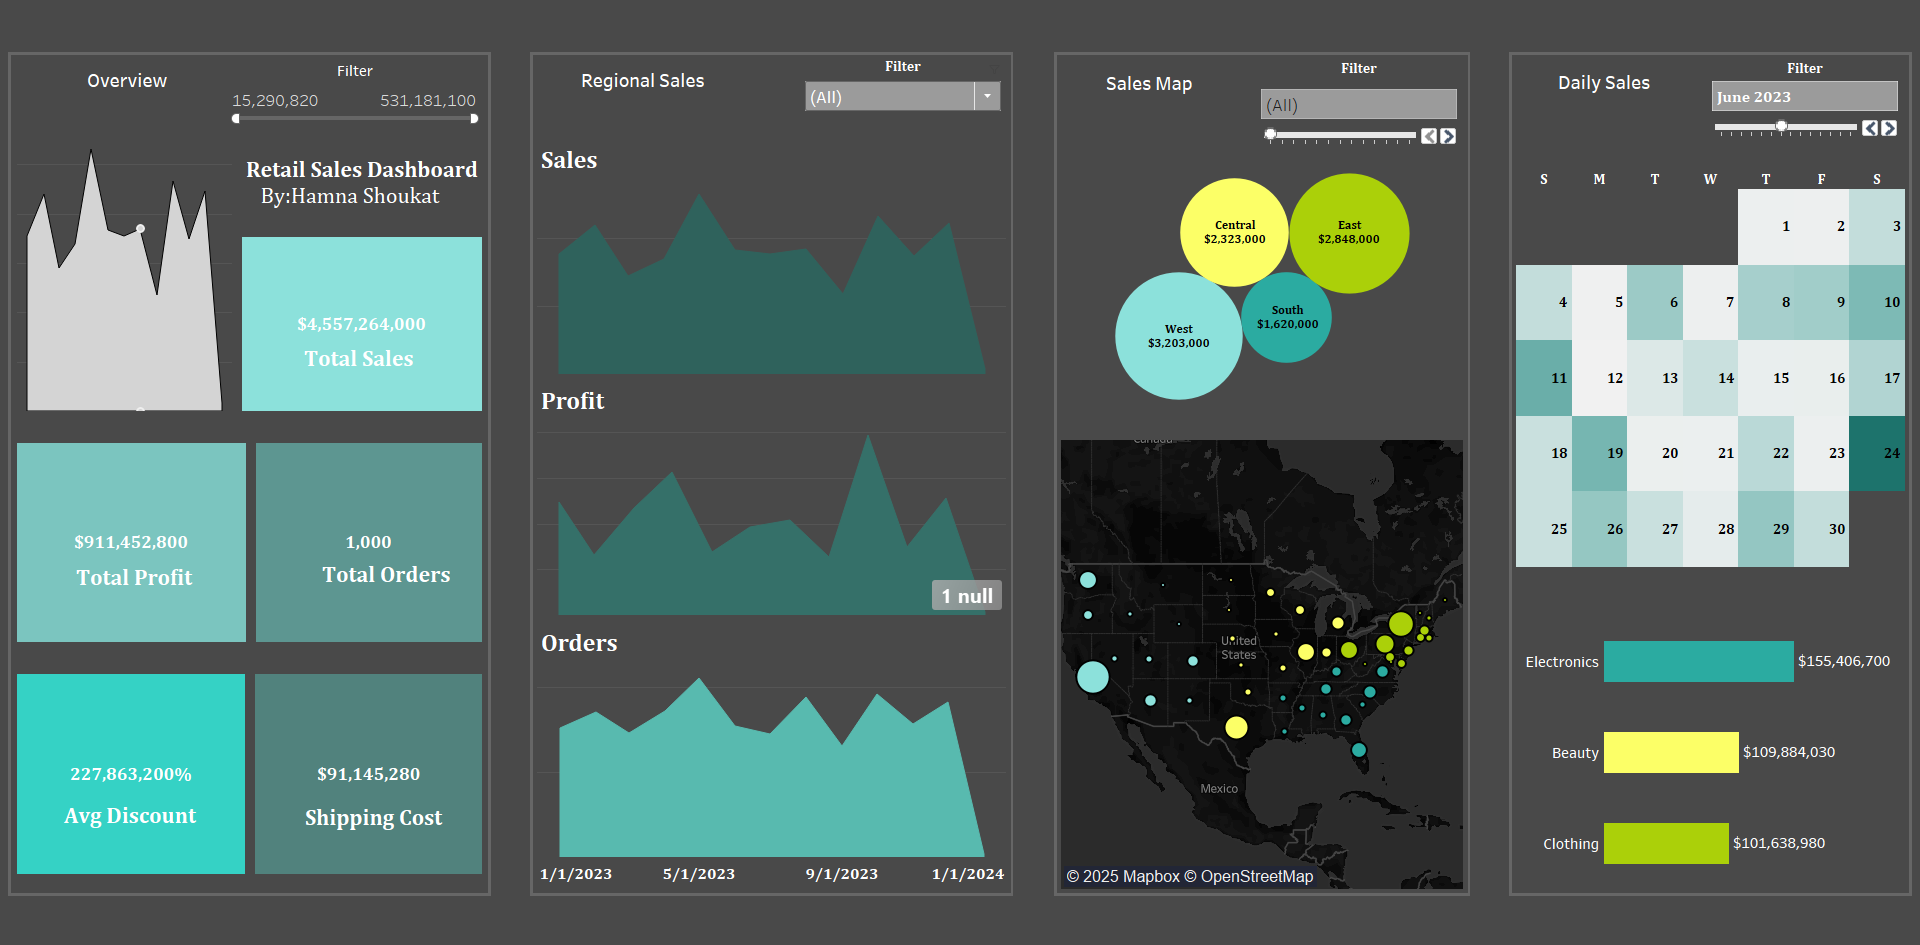 Overview
Filter
15,290,820
531,181,100
Retail Sales Dashboard
By:Hamna Shoukat
$4,557,264,000
Total Sales
$911,452,800
Total Profit
1,000
Total Orders
227,863,200%
Avg Discount
$91,145,280
Shipping Cost
Regional Sales
Filter
(All)
Sales
Profit
1 null
Orders
1/1/2023
5/1/2023
9/1/2023
1/1/2024
Sales Map
Filter
(All)
Central
$2,323,000
East
$2,848,000
West
$3,203,000
South
$1,620,000
Canada
United
States
Mexico
© 2025 Mapbox © OpenStreetMap
Daily Sales
Filter
June 2023
S M T W T F S
1 2 3
4 5 6 7 8 9 10
11 12 13 14 15 16 17
18 19 20 21 22 23 24
25 26 27 28 29 30
Electronics $155,406,700
Beauty $109,884,030
Clothing $101,638,980